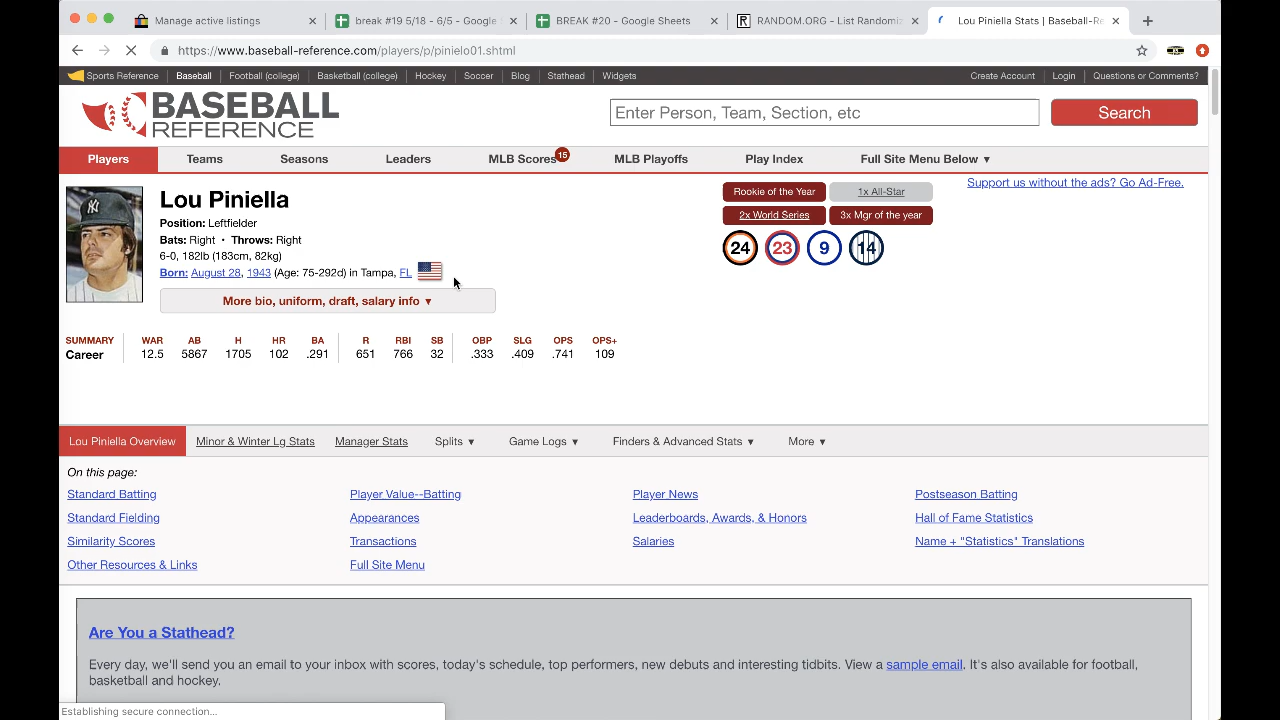 Manage active listings
break #19 5/18 - 6/5 - Google
BREAK #20 - Google Sheets
RANDOM.ORG - List Randomiz
Lou Piniella Stats | Baseball-Re
https://www.baseball-reference.com/players/p/pinielo01.shtml
Sports Reference
Baseball
Football (college)
Basketball (college)
Hockey
Soccer
Blog
Stathead
Widgets
Create Account
Login
Questions or Comments?
BASEBALL
REFERENCE
Enter Person, Team, Section, etc
Search
Players
Teams
Seasons
Leaders
MLB Scores 15
MLB Playoffs
Play Index
Full Site Menu Below ▼
Lou Piniella
Position: Leftfielder
Bats: Right • Throws: Right
6-0, 182lb (183cm, 82kg)
Born: August 28, 1943 (Age: 75-292d) in Tampa, FL
More bio, uniform, draft, salary info ▼
Rookie of the Year
1x All-Star
2x World Series
3x Mgr of the year
24 23 9 14
Support us without the ads? Go Ad-Free.
SUMMARY WAR AB H HR BA R RBI SB OBP SLG OPS OPS+
Career 12.5 5867 1705 102 .291 651 766 32 .333 .409 .741 109
Lou Piniella Overview
Minor & Winter Lg Stats
Manager Stats
Splits ▼
Game Logs ▼
Finders & Advanced Stats ▼
More ▼
On this page:
Standard Batting
Player Value--Batting
Player News
Postseason Batting
Standard Fielding
Appearances
Leaderboards, Awards, & Honors
Hall of Fame Statistics
Similarity Scores
Transactions
Salaries
Name + "Statistics" Translations
Other Resources & Links
Full Site Menu
Are You a Stathead?
Every day, we'll send you an email to your inbox with scores, today's schedule, top performers, new debuts and interesting tidbits. View a sample email. It's also available for football,
basketball and hockey.
Establishing secure connection...